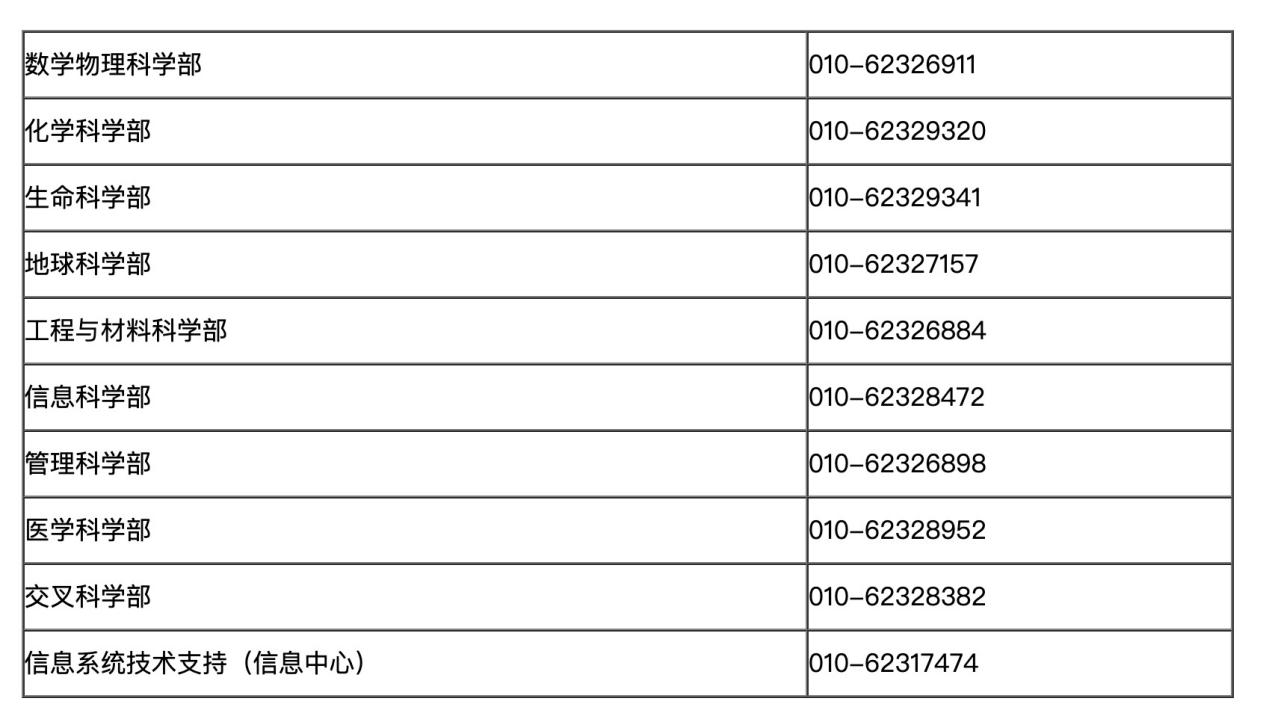 数学物理科学部 010-62326911
化学科学部 010-62329320
生命科学部 010-62329341
地球科学部 010-62327157
工程与材料科学部 010-62326884
信息科学部 010-62328472
管理科学部 010-62326898
医学科学部 010-62328952
交叉科学部 010-62328382
信息系统技术支持（信息中心） 010-62317474